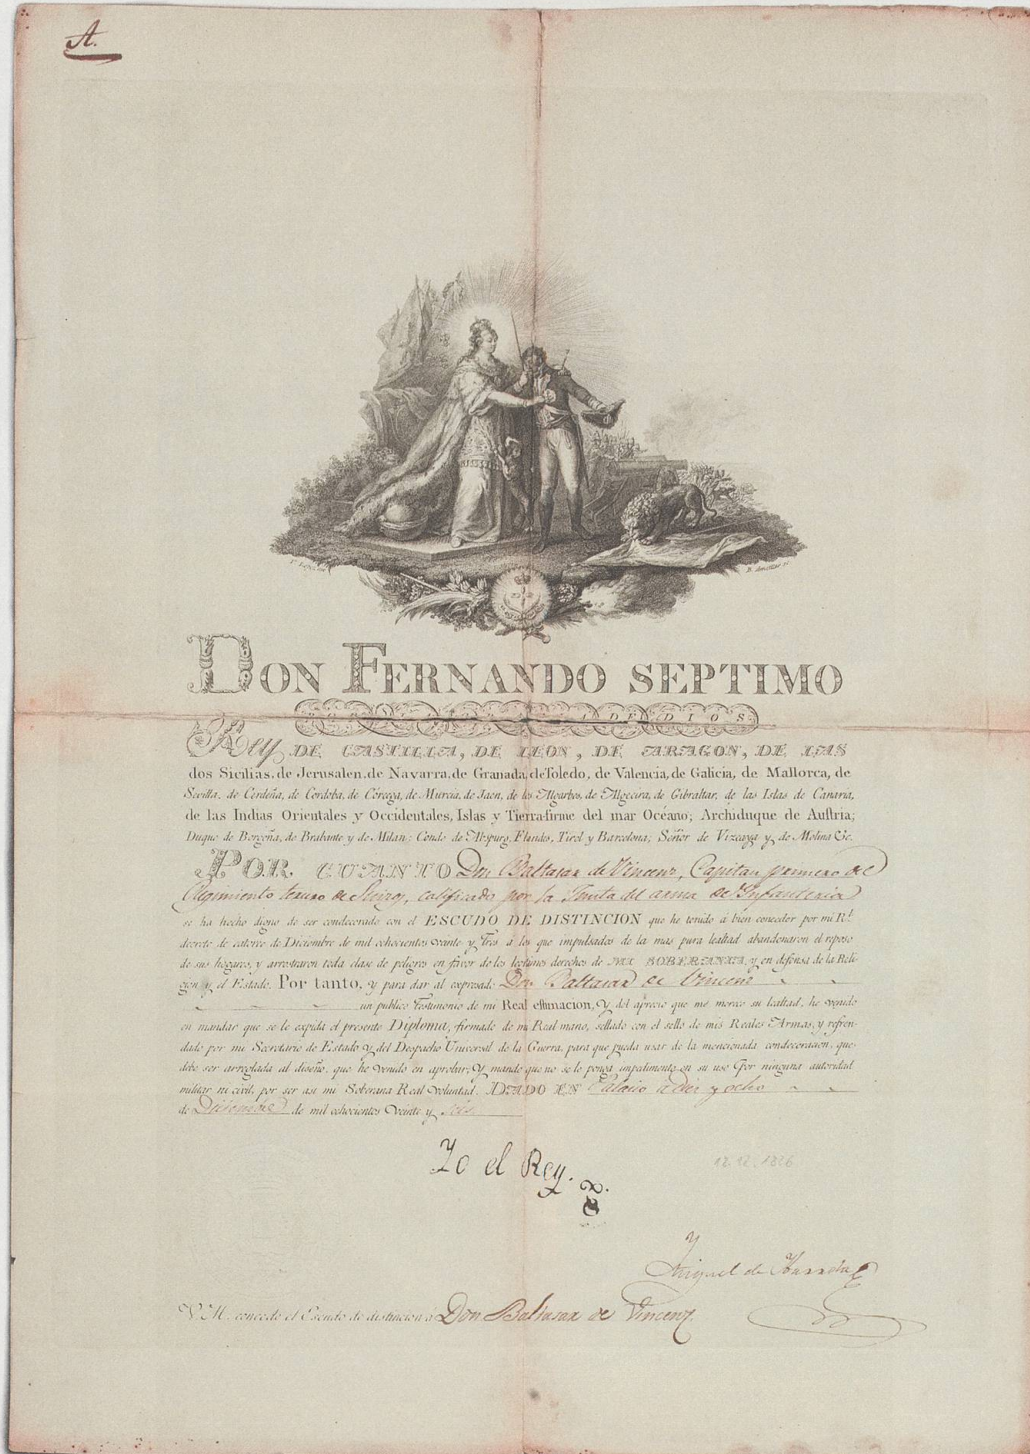 A.
V. Lopez
B. Ametller
DON FERNANDO SEPTIMO
POR LA GRACIA DE DIOS
Rey DE CASTILLA, DE LEON, DE ARAGON, DE LAS
dos Sicilias, de Jerusalen, de Navarra, de Granada, de Toledo, de Valencia, de Galicia, de Mallorca, de
Sevilla, de Cerdeña, de Cordoba, de Córcega, de Murcia, de Jaen, de los Algarbes, de Algecira, de Gibraltar, de las Islas de Canaria,
de las Indias Orientales y Occidentales, Islas y Tierra-firme del mar Océano; Archiduque de Austria;
Duque de Borgoña, de Brabante y de Milan; Conde de Abspurg, Flandes, Tirol y Barcelona; Señor de Vizcaya y de Molina &c.
POR CUANTO Don Baltasar de Vincenz, Capitan primero del
Regimiento tercero de Suizos, calificado por la Junta del arma de Infanteria
se ha hecho digno de ser condecorado con el ESCUDO DE DISTINCION que he tenido á bien conceder por mi Rl.
decreto de catorce de Diciembre de mil ochocientos veinte y tres á los que impulsados de la mas pura lealtad abandonaron el reposo
de sus hogares, y arrostraron toda clase de peligros en favor de los legitimos derechos de MI SOBERANIA, y en defensa de la Reli-
gion y el Estado. Por tanto, y para dar al expresado Don Baltasar de Vincenz
un publico testimonio de mi Real estimacion, y del aprecio que me merece su lealtad, he venido
en mandar que se le expida el presente Diploma, firmado de mi Real mano, sellado con el sello de mis Reales Armas, y refren-
dado por mi Secretario de Estado y del Despacho Universal de la Guerra, para que pueda usar de la mencionada condecoracion, que
debe ser arreglada al diseño, que he venido en aprobar; y mando que no se le ponga impedimento en su uso por ninguna autoridad
militar ni civil, por ser asi mi Soberana Real voluntad. DADO EN Palacio a diez y ocho
de Diciembre de mil ochocientos veinte y seis
Yo el Rey.
12.12.1826
Miguel de
V. M. concede el Escudo de distincion á Don Baltasar de Vincenz